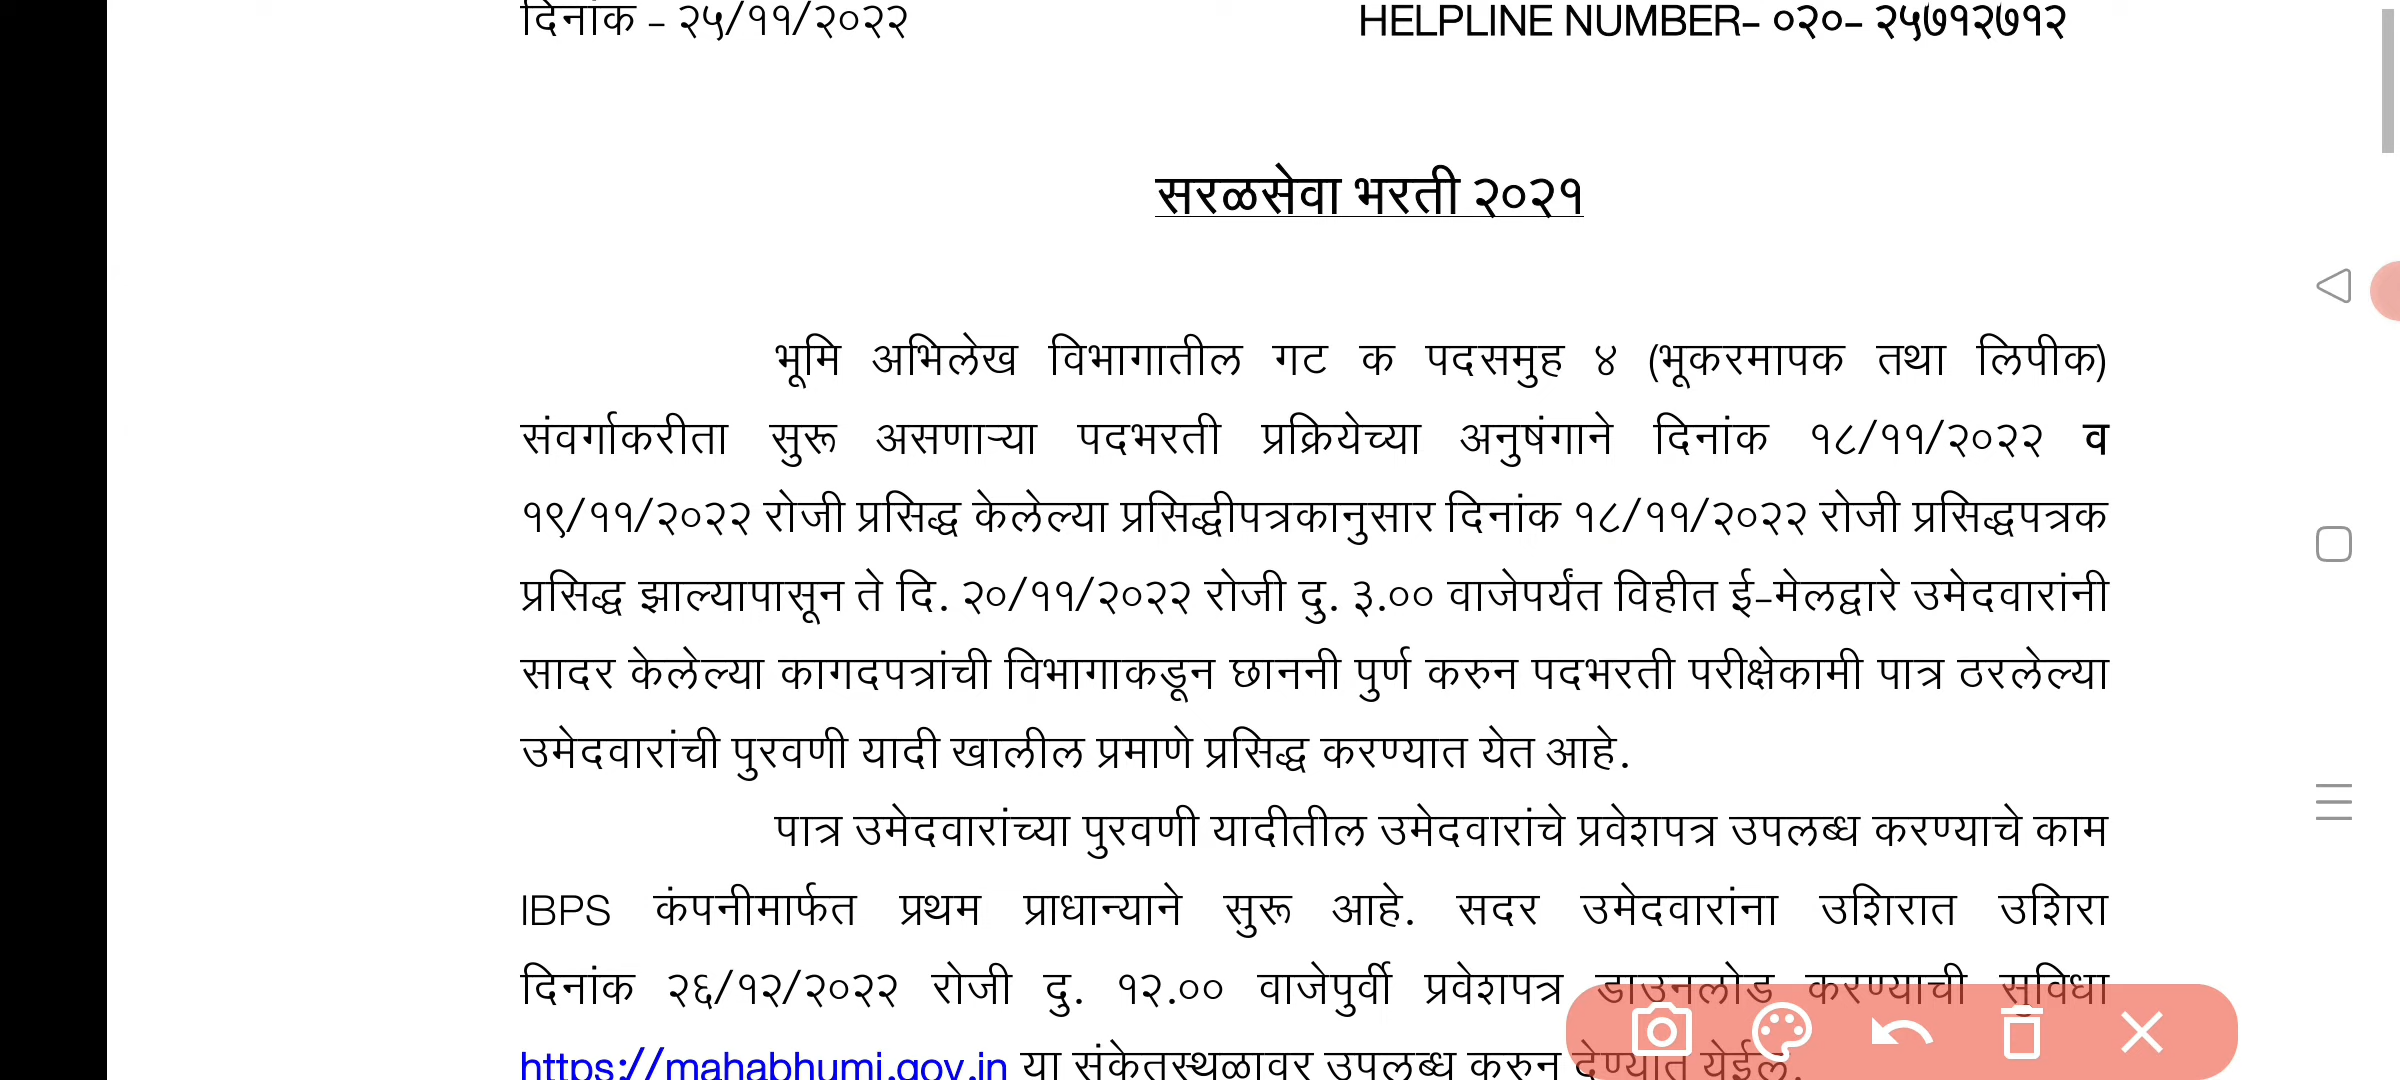 दिनांक - २५/११/२०२२ HELPLINE NUMBER- ०२०- २५७१२७१२
सरळसेवा भरती २०२१
भूमि अभिलेख विभागातील गट क पदसमुह ४ (भूकरमापक तथा लिपीक)
संवर्गाकरीता सुरू असणाऱ्या पदभरती प्रक्रियेच्या अनुषंगाने दिनांक १८/११/२०२२ व
१९/११/२०२२ रोजी प्रसिद्ध केलेल्या प्रसिद्धीपत्रकानुसार दिनांक १८/११/२०२२ रोजी प्रसिद्धपत्रक
प्रसिद्ध झाल्यापासून ते दि. २०/११/२०२२ रोजी दु. ३.०० वाजेपर्यंत विहीत ई-मेलद्वारे उमेदवारांनी
सादर केलेल्या कागदपत्रांची विभागाकडून छाननी पुर्ण करुन पदभरती परीक्षेकामी पात्र ठरलेल्या
उमेदवारांची पुरवणी यादी खालील प्रमाणे प्रसिद्ध करण्यात येत आहे.
पात्र उमेदवारांच्या पुरवणी यादीतील उमेदवारांचे प्रवेशपत्र उपलब्ध करण्याचे काम
IBPS कंपनीमार्फत प्रथम प्राधान्याने सुरू आहे. सदर उमेदवारांना उशिरात उशिरा
दिनांक २६/१२/२०२२ रोजी दु. १२.०० वाजेपुर्वी प्रवेशपत्र डाउनलोड करण्याची सुविधा
https://mahabhumi.gov.in या संकेतस्थळावर उपलब्ध करुन देण्यात येईल.